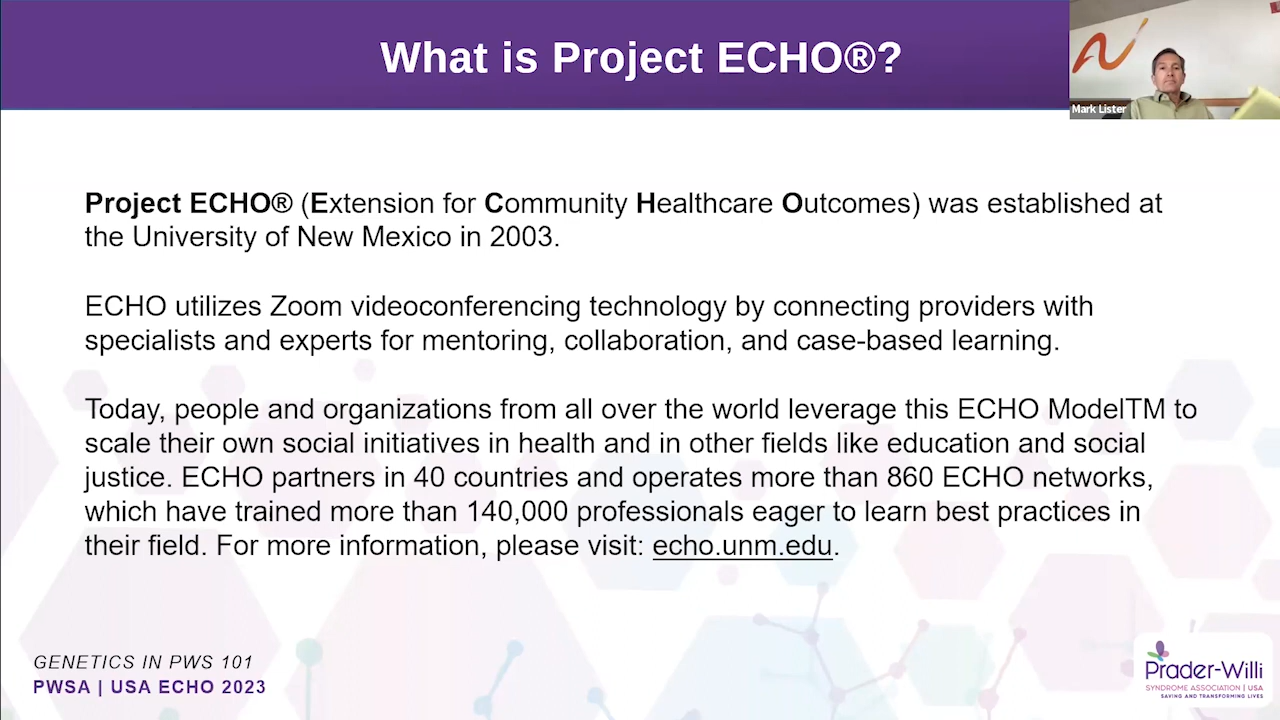 What is Project ECHO®?
Mark Lister
Project ECHO® (Extension for Community Healthcare Outcomes) was established at
the University of New Mexico in 2003.
ECHO utilizes Zoom videoconferencing technology by connecting providers with
specialists and experts for mentoring, collaboration, and case-based learning.
Today, people and organizations from all over the world leverage this ECHO ModelTM to
scale their own social initiatives in health and in other fields like education and social
justice. ECHO partners in 40 countries and operates more than 860 ECHO networks,
which have trained more than 140,000 professionals eager to learn best practices in
their field. For more information, please visit: echo.unm.edu.
GENETICS IN PWS 101
PWSA | USA ECHO 2023
Prader-Willi
SYNDROME ASSOCIATION | USA
SAVING AND TRANSFORMING LIVES